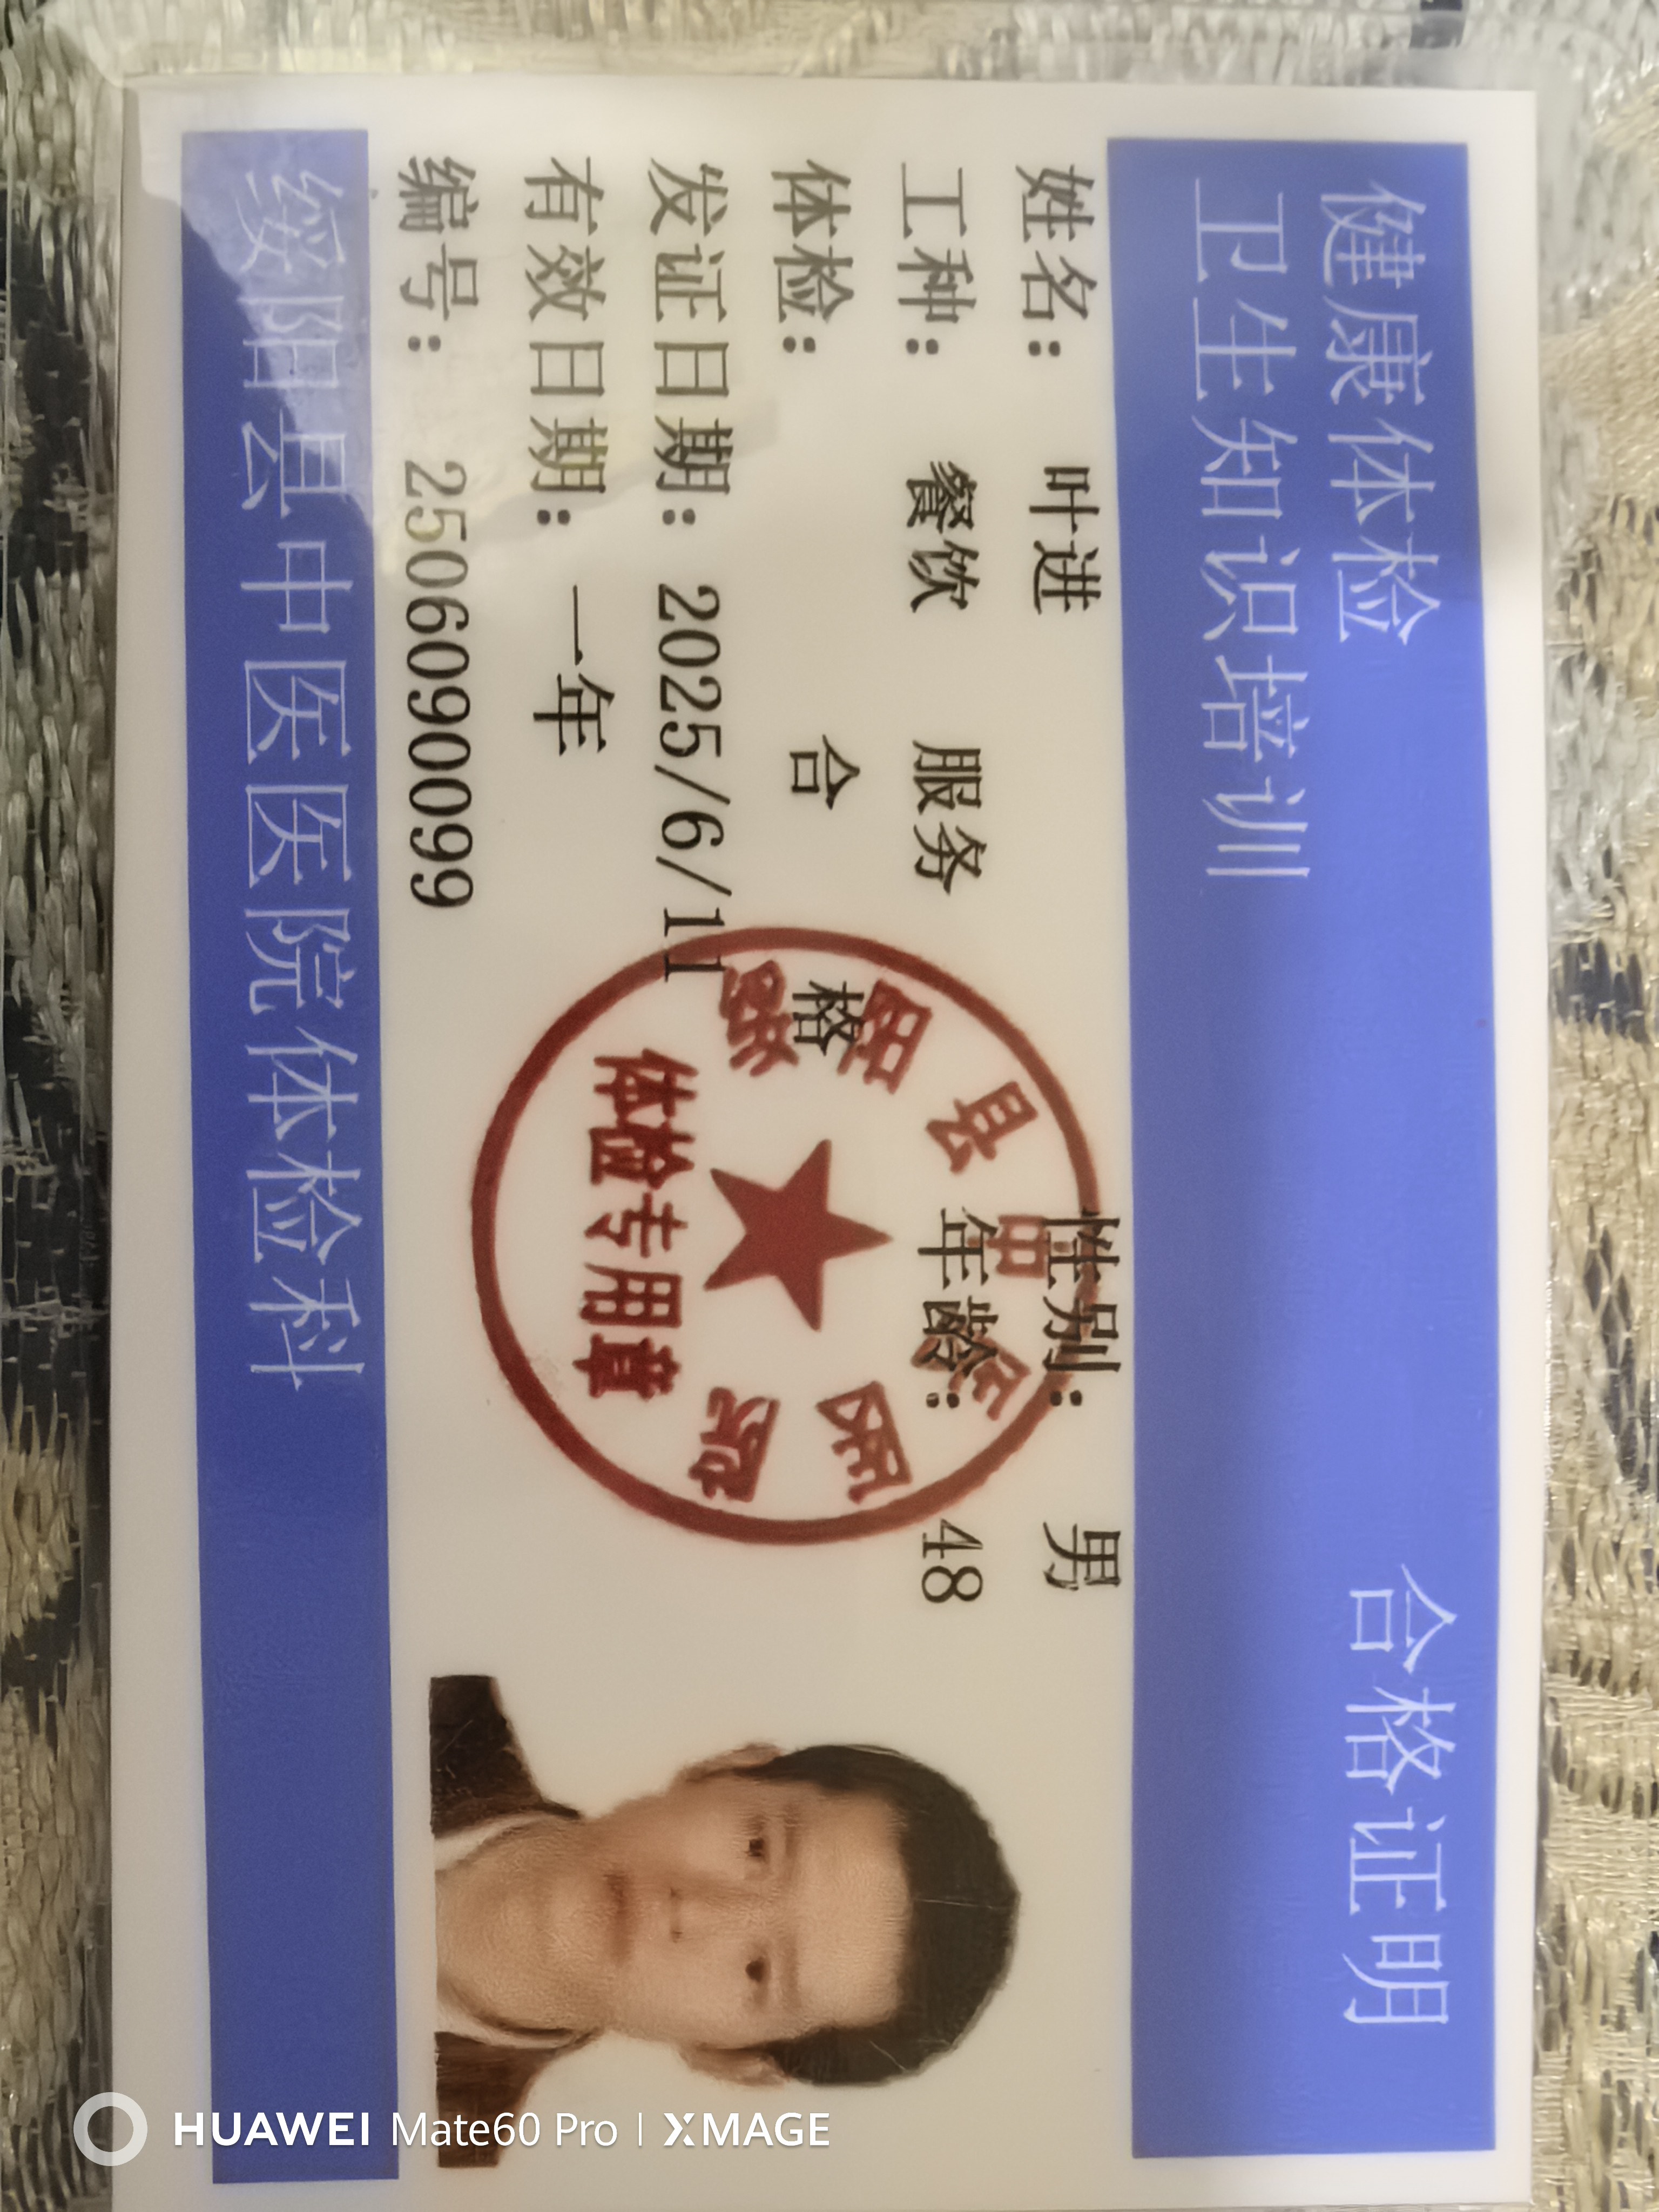 健康体检 合格证明
卫生知识培训
姓名： 叶进 性别： 男
工种： 餐饮 服务 年龄： 48
体检： 合 格
发证日期： 2025/6/11
有效日期： 一年
编号： 2506090099
绥阳县中医医院
体检专用章
绥阳县中医医院体检科
HUAWEI Mate60 Pro | XMAGE